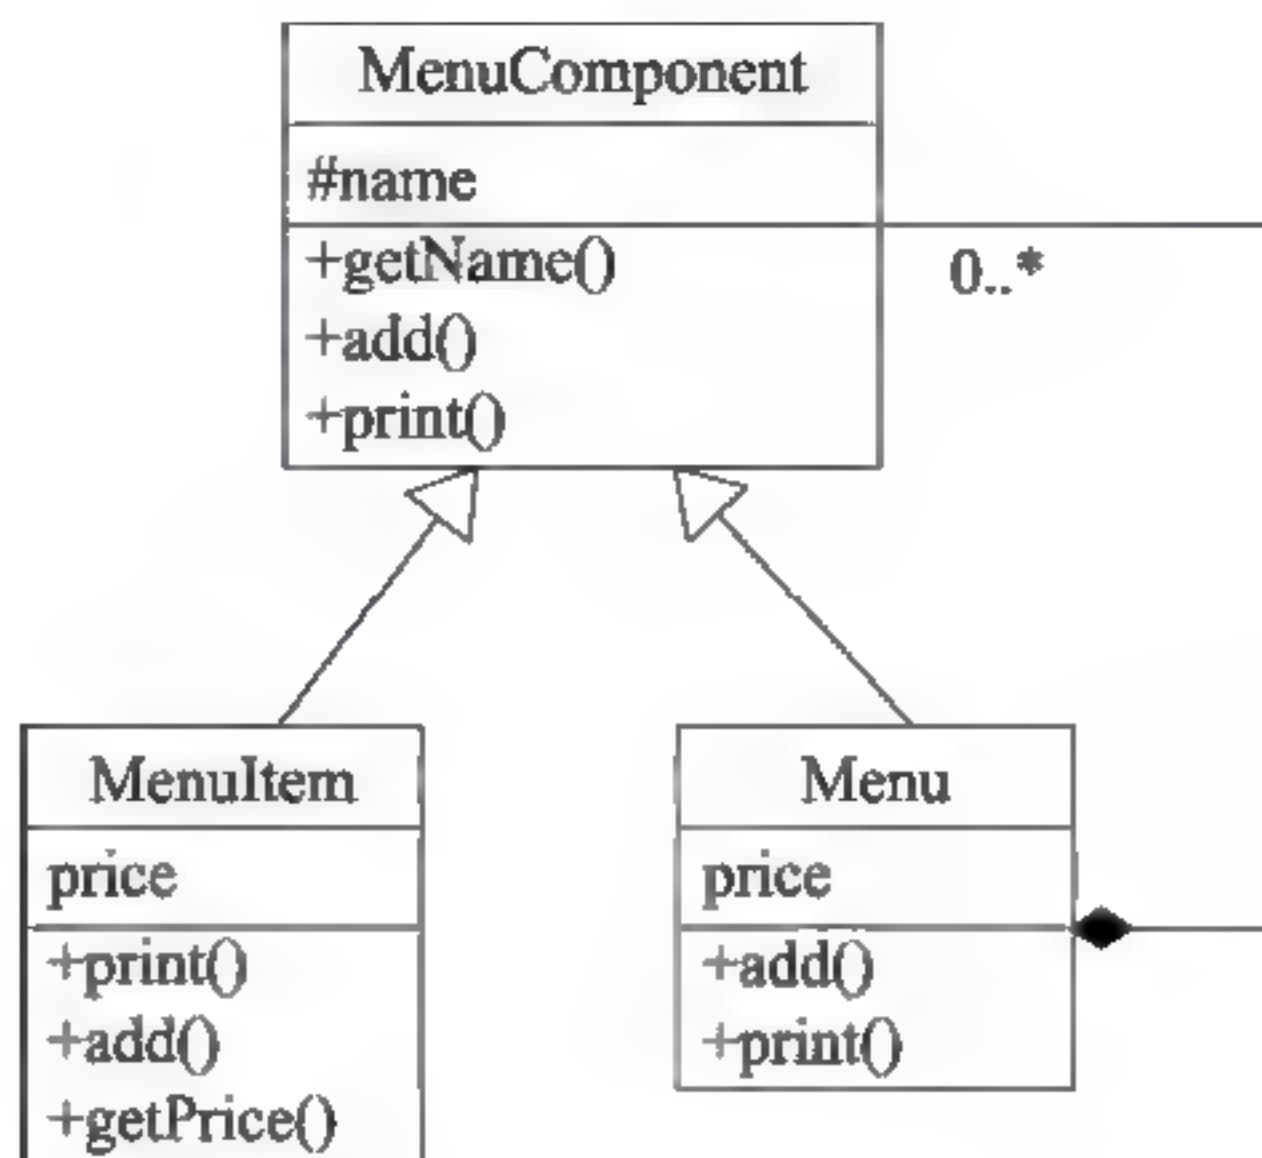 MenuComponent
#name
+getName()
0..*
+add()
+print()
MenuItem
price
+print()
+add()
+getPrice()
Menu
price
+add()
+print()